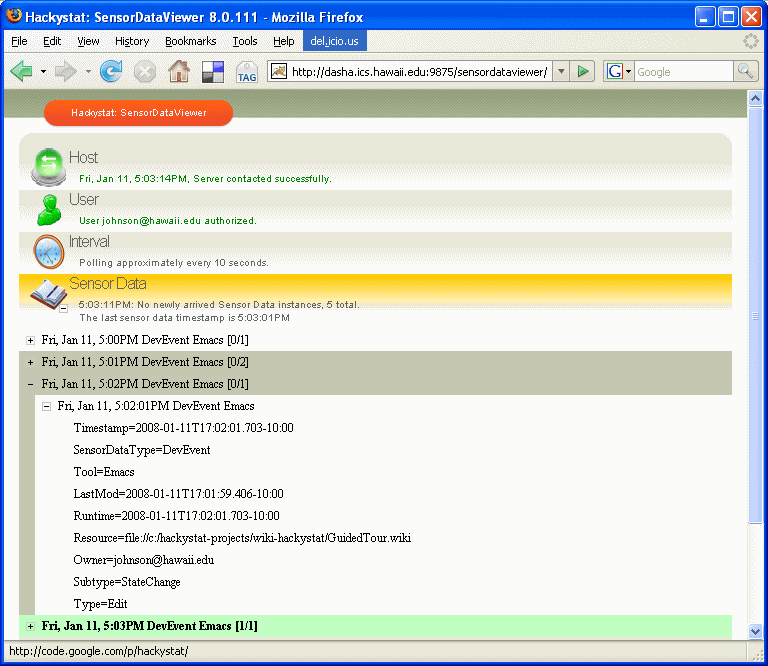 Hackystat: SensorDataViewer 8.0.111 - Mozilla Firefox
File Edit View History Bookmarks Tools Help del.icio.us
TAG http://dasha.ics.hawaii.edu:9875/sensordataviewer/ G Google
Hackystat: SensorDataViewer
Host
Fri, Jan 11, 5:03:14PM, Server contacted successfully.
User
User johnson@hawaii.edu authorized.
Interval
Polling approximately every 10 seconds.
Sensor Data
5:03:11PM: No newly arrived Sensor Data instances, 5 total.
The last sensor data timestamp is 5:03:01PM
Fri, Jan 11, 5:00PM DevEvent Emacs [0/1]
Fri, Jan 11, 5:01PM DevEvent Emacs [0/2]
Fri, Jan 11, 5:02PM DevEvent Emacs [0/1]
Fri, Jan 11, 5:02:01PM DevEvent Emacs
Timestamp=2008-01-11T17:02:01.703-10:00
SensorDataType=DevEvent
Tool=Emacs
LastMod=2008-01-11T17:01:59.406-10:00
Runtime=2008-01-11T17:02:01.703-10:00
Resource=file://c:/hackystat-projects/wiki-hackystat/GuidedTour.wiki
Owner=johnson@hawaii.edu
Subtype=StateChange
Type=Edit
Fri, Jan 11, 5:03PM DevEvent Emacs [1/1]
http://code.google.com/p/hackystat/